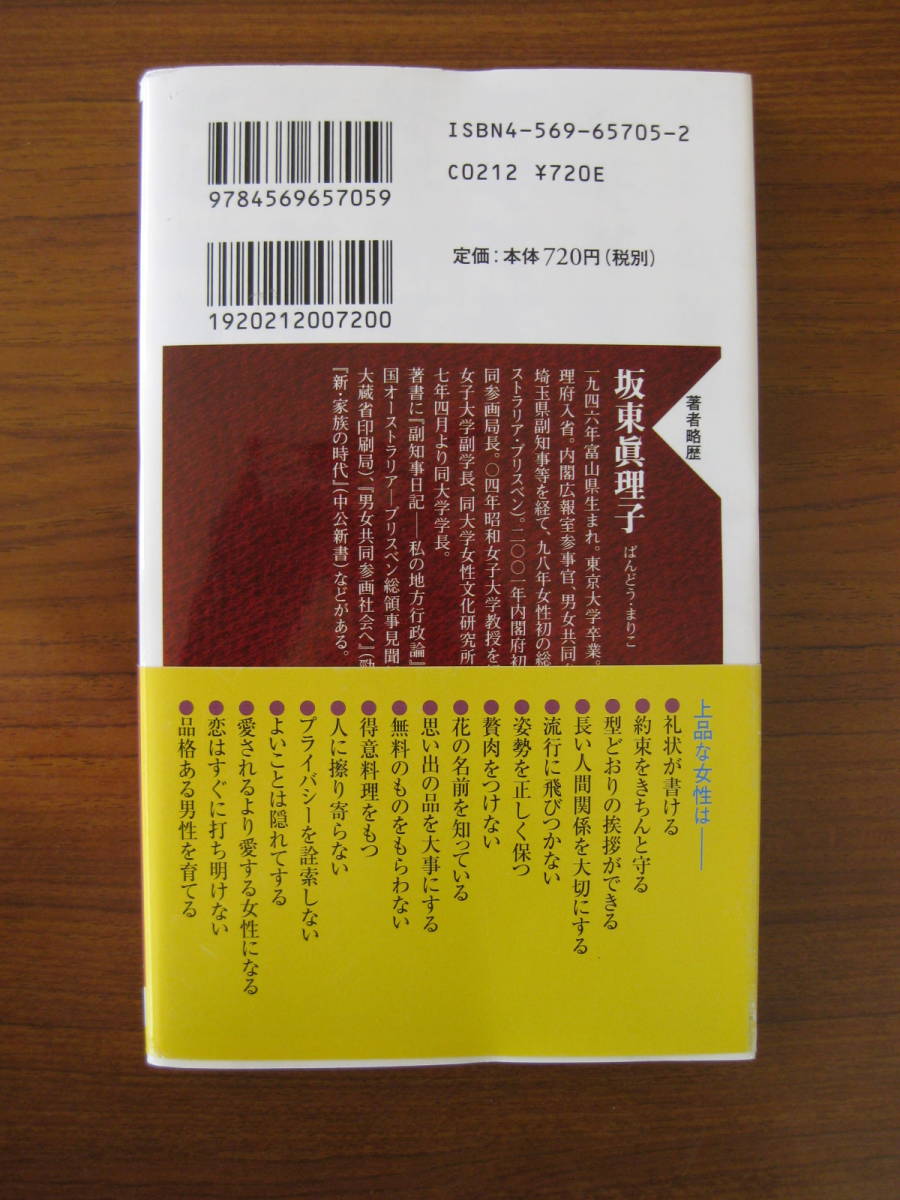 ISBN4-569-65705-2
C0212 ¥720E
9784569657059
定価：本体720円（税別）
1920212007200
著者略歴
坂東眞理子 ばんどう・まりこ
一九四六年富山県生まれ。東京大学卒業。
理府入省。内閣広報室参事官、男女共同
埼玉県副知事等を経て、九八年女性初の総
ストラリア・ブリスベン）。二〇〇一年内閣府初
同参画局長。〇四年昭和女子大学教授を
女子大学副学長、同大学女性文化研究所
七年四月より同大学学長。
著書に『副知事日記――私の地方行政論』
国オーストラリア―ブリスベン総領事見聞
大蔵省印刷局）、『男女共同参画社会へ』（勁
『新・家族の時代』（中公新書）などがある。
上品な女性は――
●礼状が書ける
●約束をきちんと守る
●型どおりの挨拶ができる
●長い人間関係を大切にする
●流行に飛びつかない
●姿勢を正しく保つ
●贅肉をつけない
●花の名前を知っている
●思い出の品を大事にする
●無料のものをもらわない
●得意料理をもつ
●人に擦り寄らない
●プライバシーを詮索しない
●よいことは隠れてする
●愛されるより愛する女性になる
●恋はすぐに打ち明けない
●品格ある男性を育てる